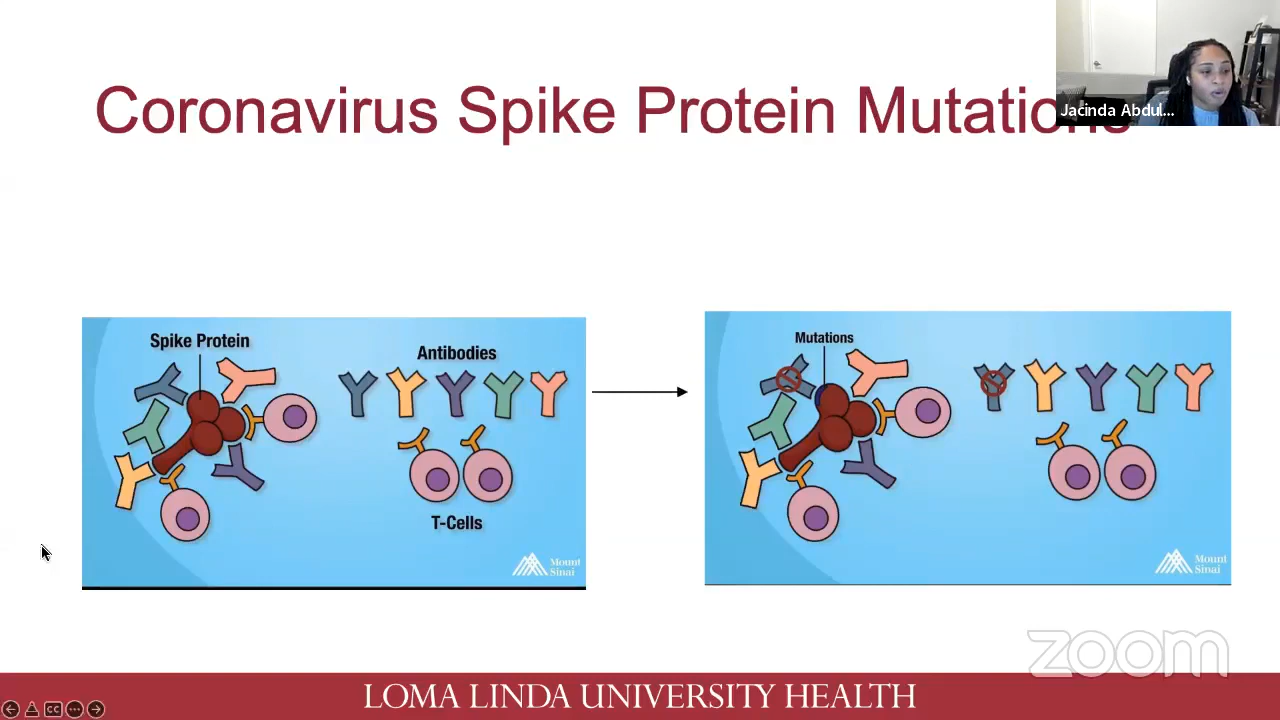 Coronavirus Spike Protein Mutations
Jacinda Abdul...
Spike Protein
Antibodies
T-Cells
Mount
Sinai
Mutations
Mount
Sinai
zoom
LOMA LINDA UNIVERSITY HEALTH
CC